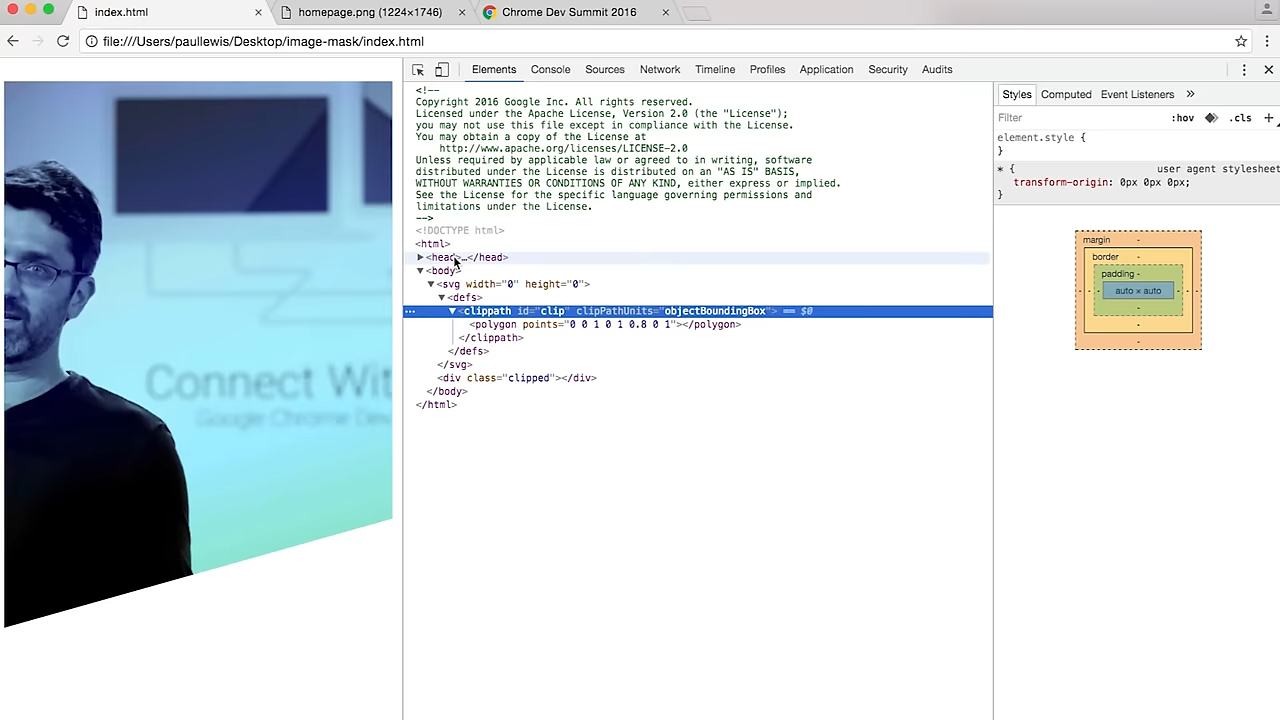 index.html
homepage.png (1224×1746)
Chrome Dev Summit 2016
file:///Users/paullewis/Desktop/image-mask/index.html
Elements Console Sources Network Timeline Profiles Application Security Audits
<!--
Copyright 2016 Google Inc. All rights reserved.
Licensed under the Apache License, Version 2.0 (the "License");
you may not use this file except in compliance with the License.
You may obtain a copy of the License at
http://www.apache.org/licenses/LICENSE-2.0
Unless required by applicable law or agreed to in writing, software
distributed under the License is distributed on an "AS IS" BASIS,
WITHOUT WARRANTIES OR CONDITIONS OF ANY KIND, either express or implied.
See the License for the specific language governing permissions and
limitations under the License.
-->
<!DOCTYPE html>
<html>
<head>…</head>
<body>
<svg width="0" height="0">
<defs>
<clippath id="clip" clipPathUnits="objectBoundingBox"> == $0
<polygon points="0 0 1 0 1 0.8 0 1"></polygon>
</clippath>
</defs>
</svg>
<div class="clipped"></div>
</body>
</html>
Styles Computed Event Listeners »
Filter :hov .cls +
element.style {
}
* { user agent stylesheet
transform-origin: 0px 0px 0px;
}
margin -
border -
padding -
- - - auto × auto - - -
-
-
-
Connect Wit
Google Chrome Dev